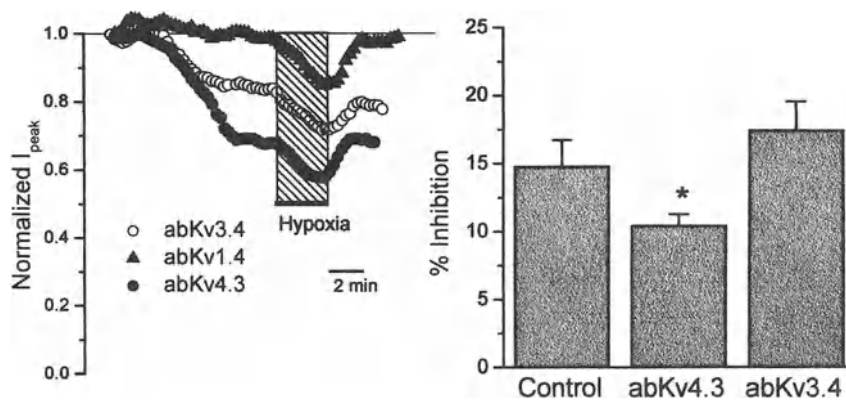 Normalized I_peak
1.0
0.8
0.6
0.4
0.2
0.0
Hypoxia
abKv3.4
abKv1.4
abKv4.3
2 min
% Inhibition
25
20
15
10
5
0
*
Control abKv4.3 abKv3.4